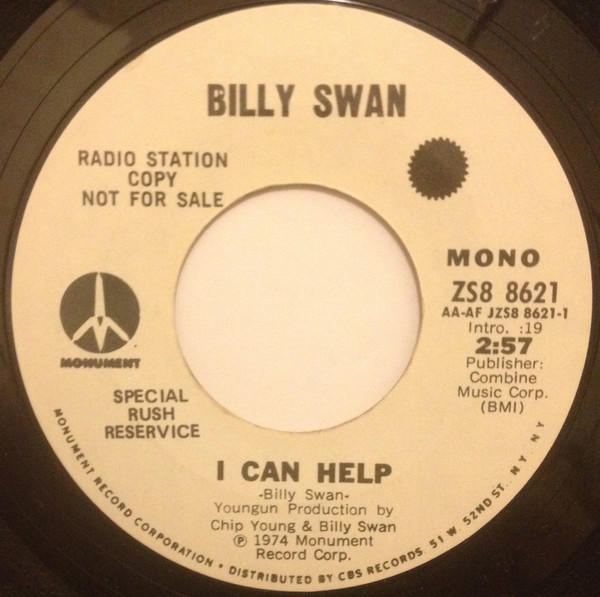 BILLY SWAN
RADIO STATION
COPY
NOT FOR SALE
MONO
ZS8 8621
AA-AF JZS8 8621-1
Intro. :19
2:57
Publisher:
Combine
Music Corp.
(BMI)
MONUMENT
SPECIAL
RUSH
RESERVICE
I CAN HELP
-Billy Swan-
Youngun Production by
Chip Young & Billy Swan
℗ 1974 Monument
Record Corp.
MONUMENT RECORD CORPORATION • DISTRIBUTED BY CBS RECORDS. 51 W. 52ND ST., N.Y. N.Y.